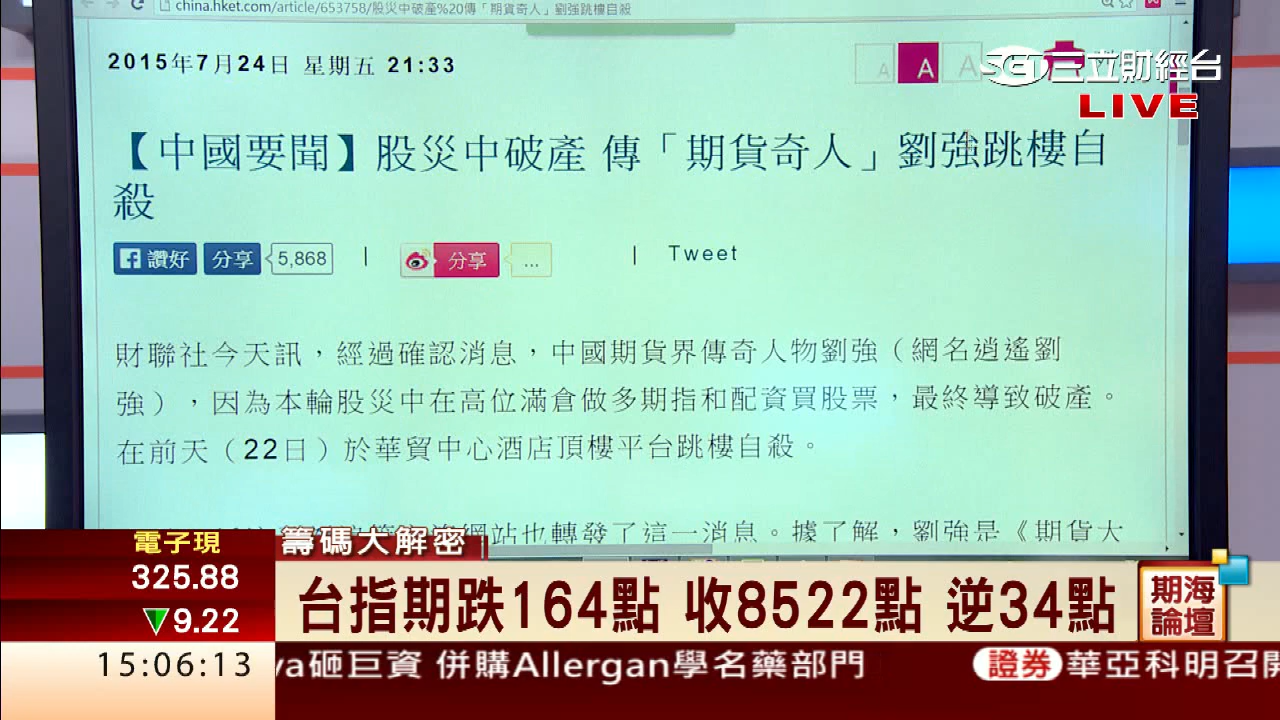 china.hket.com/article/653758/股災中破產%20傳「期貨奇人」劉強跳樓自殺
2015年7月24日 星期五 21:33
A A A
SET三立財經台
LIVE
【中國要聞】股災中破產 傳「期貨奇人」劉強跳樓自
殺
讚好 分享 5,868 | 分享 ... | Tweet
財聯社今天訊，經過確認消息，中國期貨界傳奇人物劉強（網名逍遙劉
強），因為本輪股災中在高位滿倉做多期指和配資買股票，最終導致破產。
在前天（22日）於華貿中心酒店頂樓平台跳樓自殺。
網站也轉發了這一消息。據了解，劉強是《期貨大
電子現
325.88
▼9.22
15:06:13
籌碼大解密
台指期跌164點 收8522點 逆34點
期海
論壇
va砸巨資 併購Allergan學名藥部門
證券 華亞科明召開